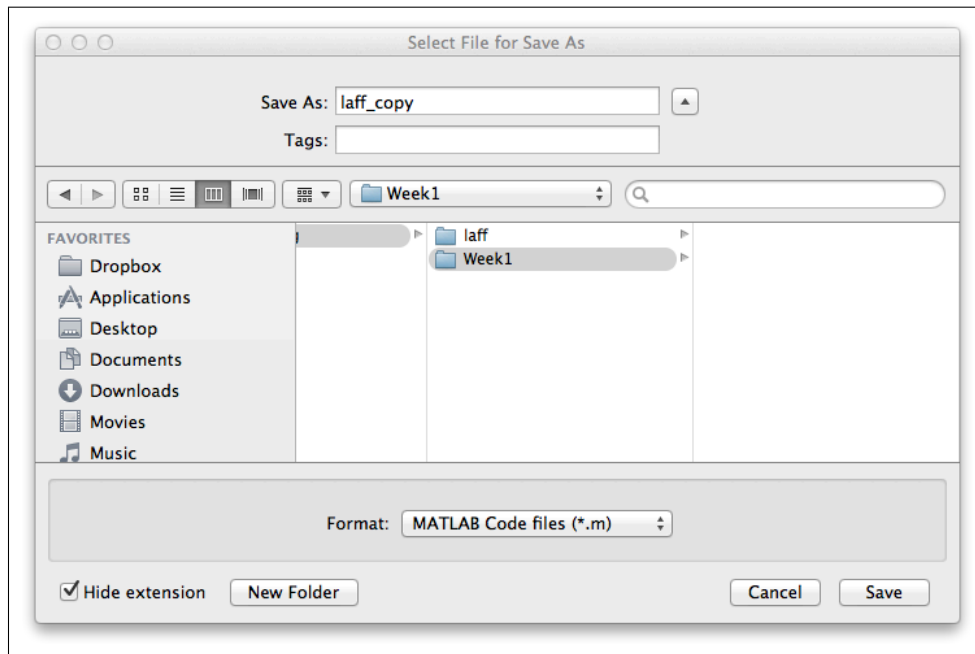 Select File for Save As
Save As: laff_copy
Tags:
Week1
FAVORITES
Dropbox
Applications
Desktop
Documents
Downloads
Movies
Music
laff
Week1
Format: MATLAB Code files (*.m)
Hide extension New Folder Cancel Save